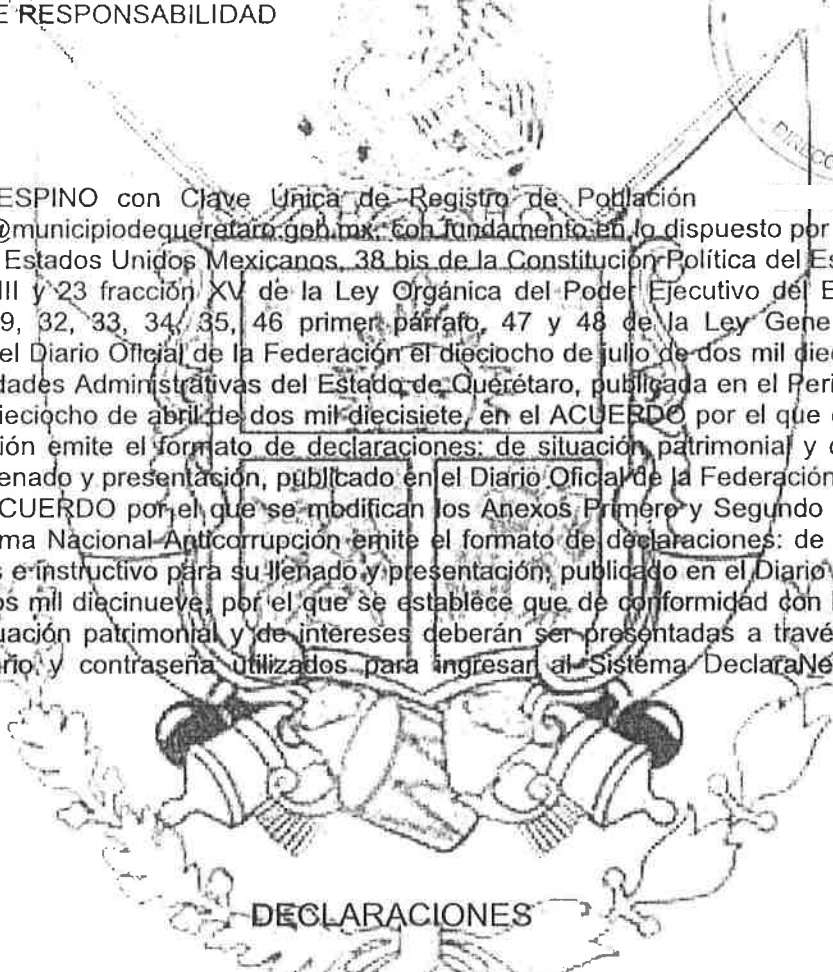 E RESPONSABILIDAD
ESPINO con Clave Única de Registro de Población
@municipiodequeretaro.gob.mx, con fundamento en lo dispuesto por
Estados Unidos Mexicanos, 38 bis de la Constitución Política del Es
III y 23 fracción XV de la Ley Orgánica del Poder Ejecutivo del E
9, 32, 33, 34, 35, 46 primer párrafo, 47 y 48 de la Ley Gene
el Diario Oficial de la Federación el dieciocho de julio de dos mil diec
dades Administrativas del Estado de Querétaro, publicada en el Peri
ieciocho de abril de dos mil diecisiete, en el ACUERDO por el que
ión emite el formato de declaraciones: de situación patrimonial y d
enado y presentación, publicado en el Diario Oficial de la Federación
CUERDO por el que se modifican los Anexos Primero y Segundo
ma Nacional Anticorrupción emite el formato de declaraciones: de
s e instructivo para su llenado y presentación, publicado en el Diario
os mil diecinueve, por el que se establece que de conformidad con
uación patrimonial y de intereses deberán ser presentadas a travé
rio y contraseña utilizados para ingresar al Sistema DeclaraNe
DECLARACIONES